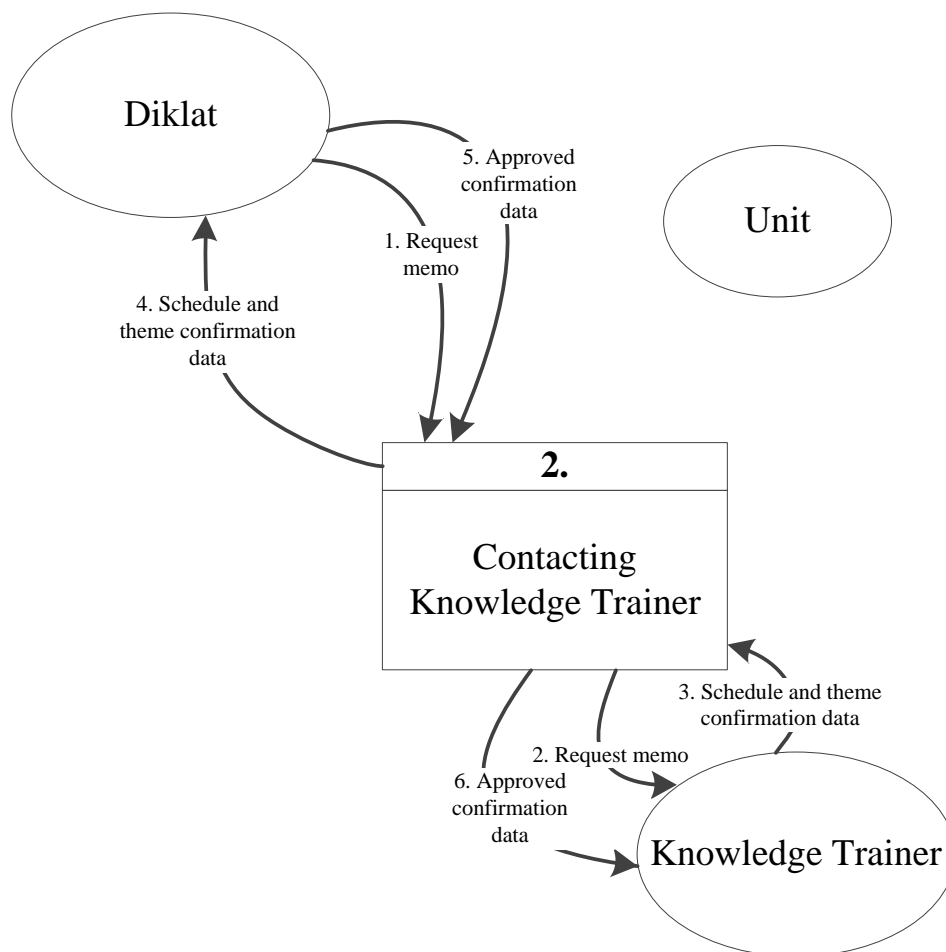 Diklat
5. Approved
confirmation
data
Unit
1. Request
memo
4. Schedule and
theme confirmation
data
2.
Contacting
Knowledge Trainer
3. Schedule and theme
confirmation data
2. Request memo
6. Approved
confirmation
data
Knowledge Trainer